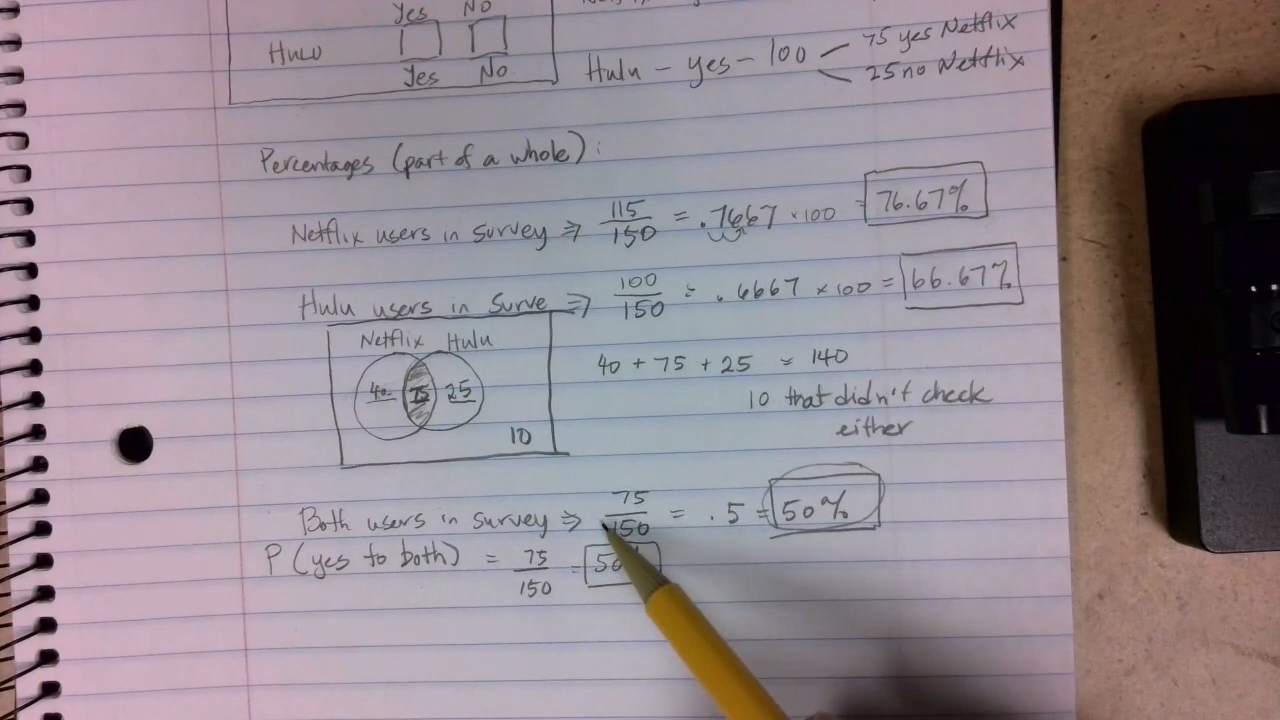 Yes No
HULU
Yes No
Hulu - yes - 100
75 yes Netflix
25 no Netflix
Percentages (part of a whole):
Netflix users in survey ⇒ 115/150 = .7667 × 100 = 76.67%
Hulu users in Surve ⇒ 100/150 = .6667 × 100 = 66.67%
Netflix Hulu
40 75 25
10
40 + 75 + 25 = 140
10 that didn't check
either
Both users in survey ⇒ 75/150 = .5 = 50%
P (yes to both) = 75/150 =